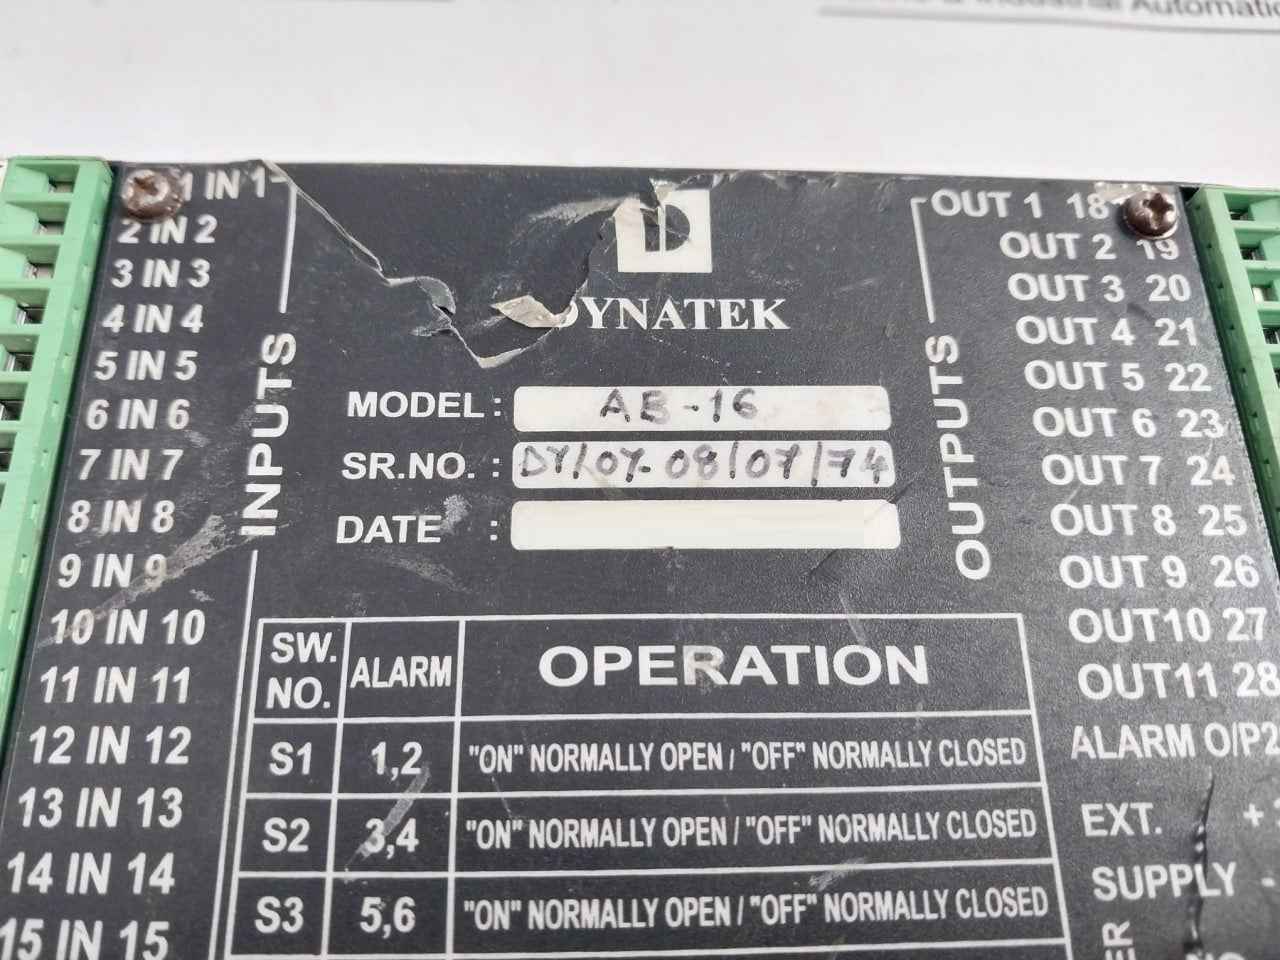 Industrial Automation
1 IN 1
2 IN 2
3 IN 3
4 IN 4
5 IN 5
6 IN 6
7 IN 7
8 IN 8
9 IN 9
10 IN 10
11 IN 11
12 IN 12
13 IN 13
14 IN 14
15 IN 15
INPUTS
D
DYNATEK
MODEL : AB-16
SR.NO. : DY/07-08/07/74
DATE :
SW. NO. ALARM OPERATION
S1 1,2 "ON" NORMALLY OPEN / "OFF" NORMALLY CLOSED
S2 3,4 "ON" NORMALLY OPEN / "OFF" NORMALLY CLOSED
S3 5,6 "ON" NORMALLY OPEN / "OFF" NORMALLY CLOSED
OUTPUTS
OUT 1 18
OUT 2 19
OUT 3 20
OUT 4 21
OUT 5 22
OUT 6 23
OUT 7 24
OUT 8 25
OUT 9 26
OUT10 27
OUT11 28
ALARM O/P2
EXT. +
SUPPLY -